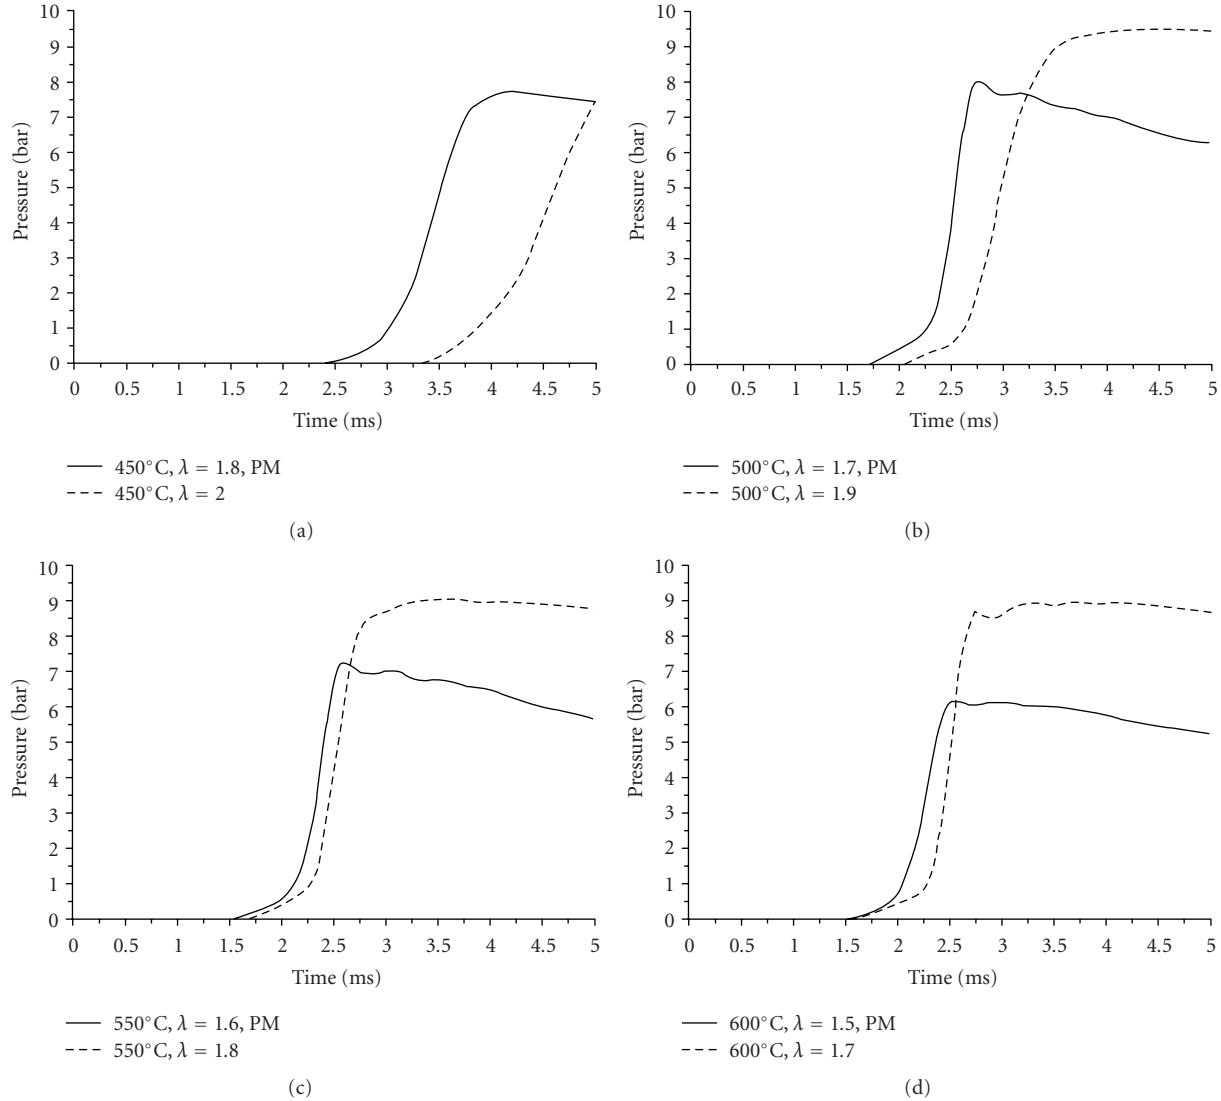 10
9
8
7
6
5
4
3
2
1
0
Pressure (bar)
0 0.5 1 1.5 2 2.5 3 3.5 4 4.5 5
Time (ms)
450°C, λ = 1.8, PM
450°C, λ = 2
(a)
10
9
8
7
6
5
4
3
2
1
0
Pressure (bar)
0 0.5 1 1.5 2 2.5 3 3.5 4 4.5 5
Time (ms)
500°C, λ = 1.7, PM
500°C, λ = 1.9
(b)
10
9
8
7
6
5
4
3
2
1
0
Pressure (bar)
0 0.5 1 1.5 2 2.5 3 3.5 4 4.5 5
Time (ms)
550°C, λ = 1.6, PM
550°C, λ = 1.8
(c)
10
9
8
7
6
5
4
3
2
1
0
Pressure (bar)
0 0.5 1 1.5 2 2.5 3 3.5 4 4.5 5
Time (ms)
600°C, λ = 1.5, PM
600°C, λ = 1.7
(d)